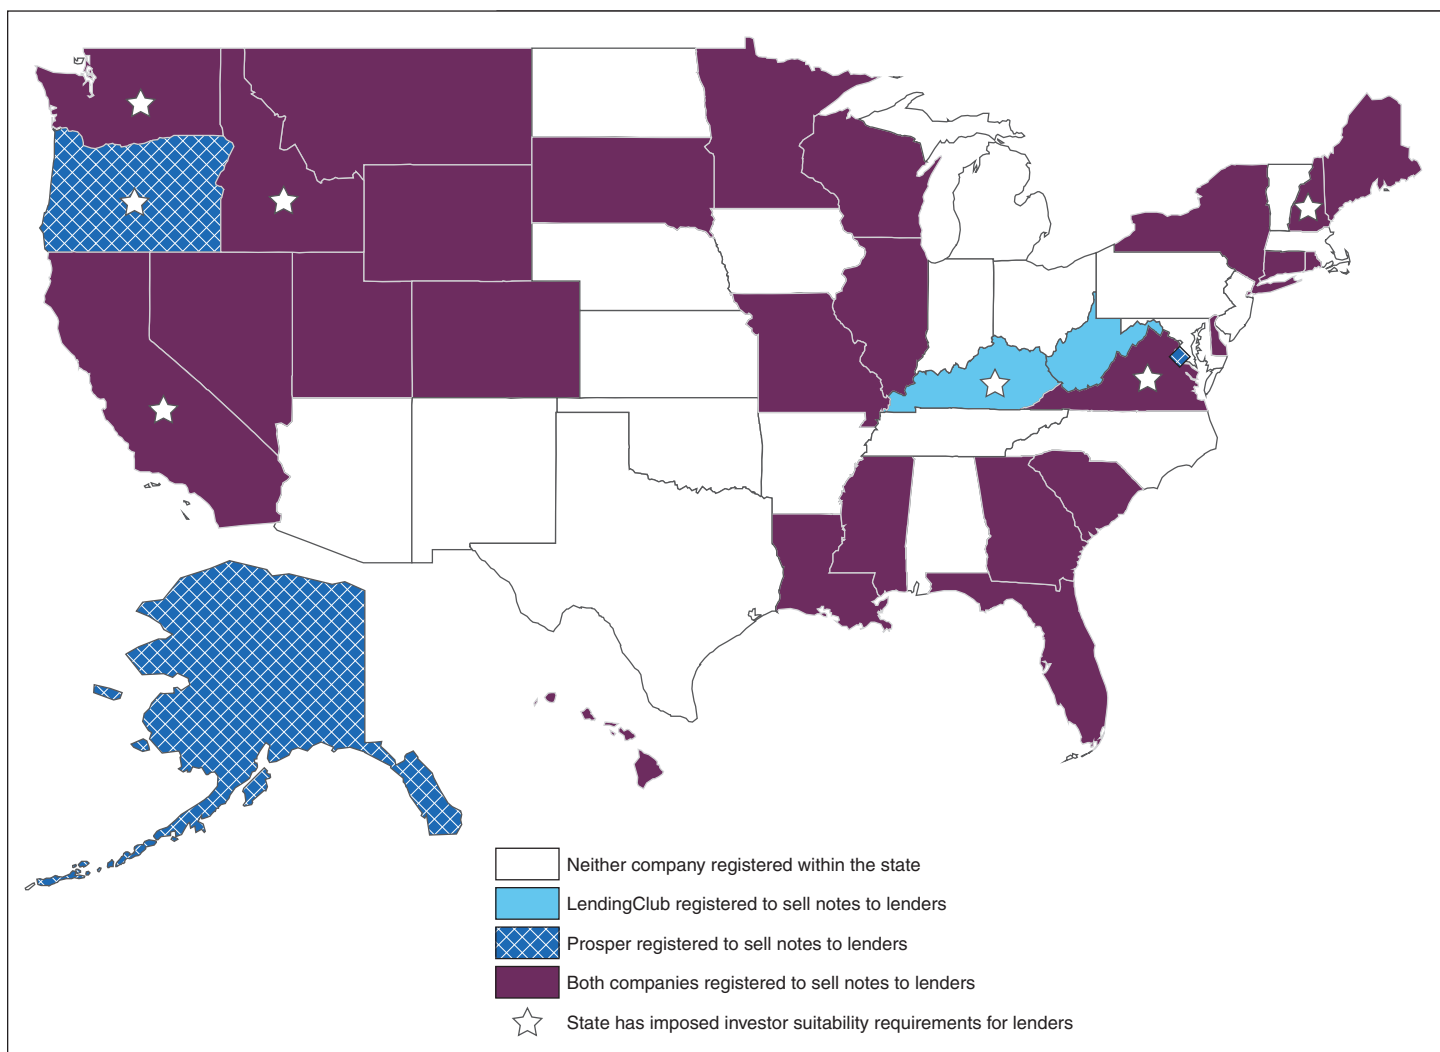 Neither company registered within the state
LendingClub registered to sell notes to lenders
Prosper registered to sell notes to lenders
Both companies registered to sell notes to lenders
State has imposed investor suitability requirements for lenders